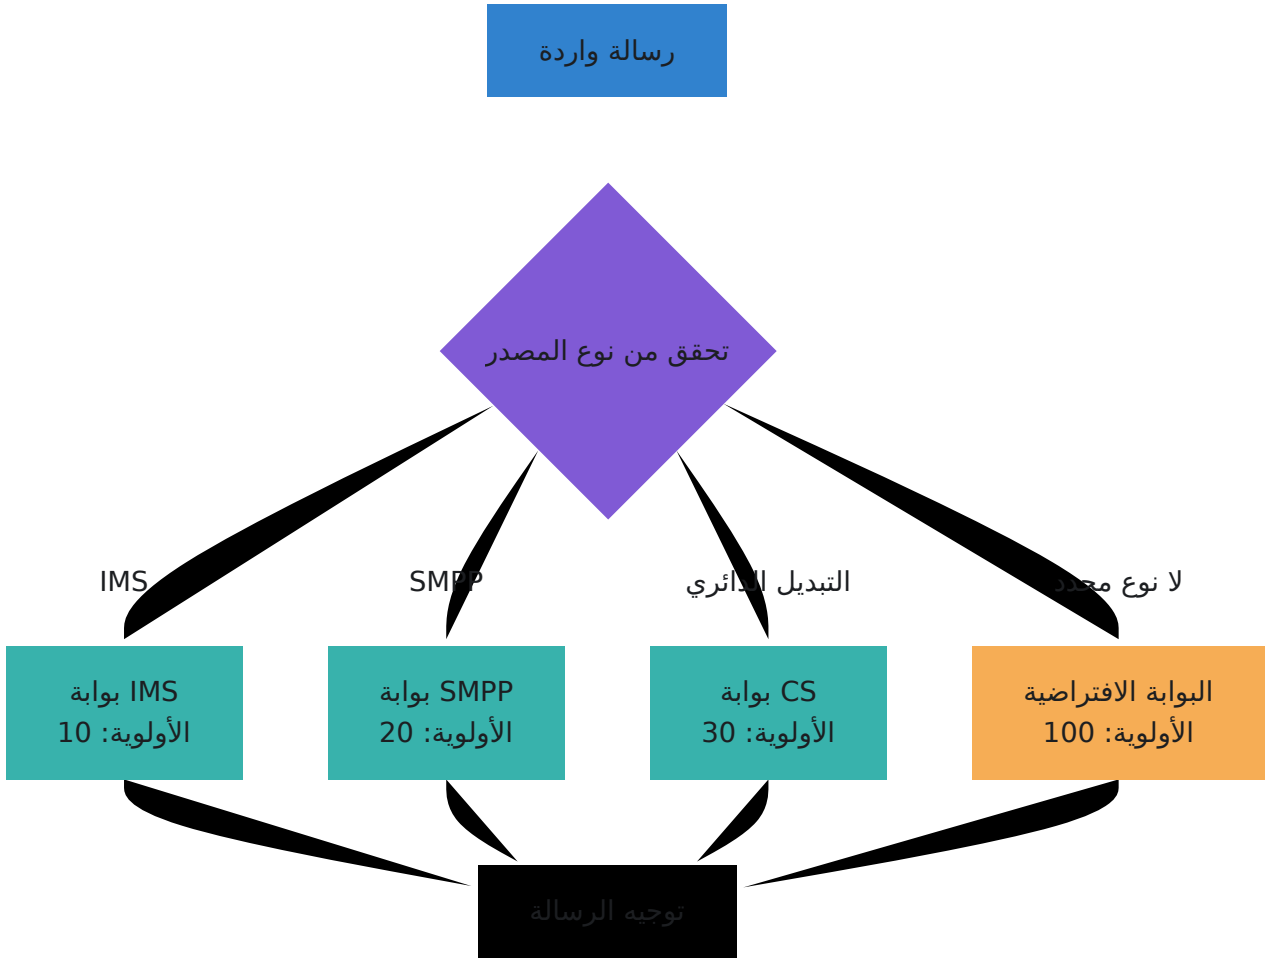 رسالة واردة
تحقق من نوع المصدر
IMS
SMPP
التبديل الدائري
لا نوع محدد
بوابة IMS
الأولوية: 10
بوابة SMPP
الأولوية: 20
بوابة CS
الأولوية: 30
البوابة الافتراضية
الأولوية: 100
توجيه الرسالة